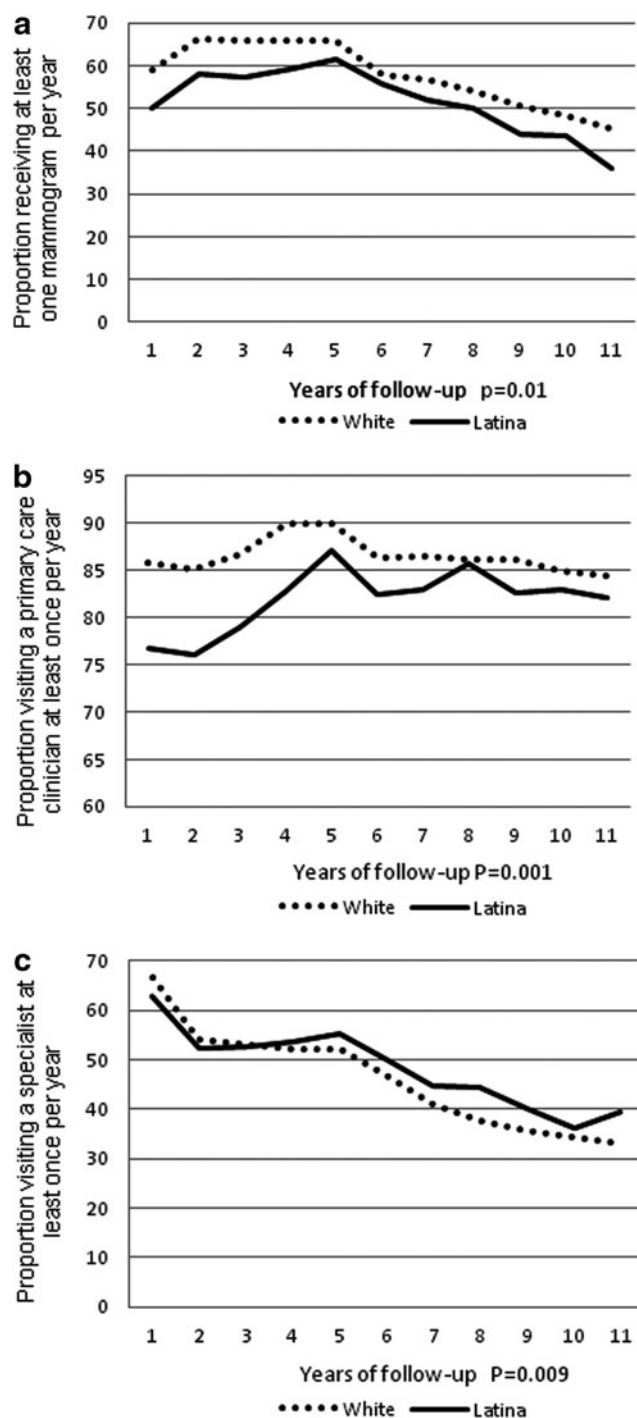 a
Proportion receiving at least
one mammogram per year
70
60
50
40
30
20
10
0
1 2 3 4 5 6 7 8 9 10 11
Years of follow-up p=0.01
White Latina
b
Proportion visiting a primary care
clinician at least once per year
95
90
85
80
75
70
65
60
1 2 3 4 5 6 7 8 9 10 11
Years of follow-up P=0.001
White Latina
c
Proportion visiting a specialist at
least once per year
70
60
50
40
30
20
10
0
1 2 3 4 5 6 7 8 9 10 11
Years of follow-up P=0.009
White Latina